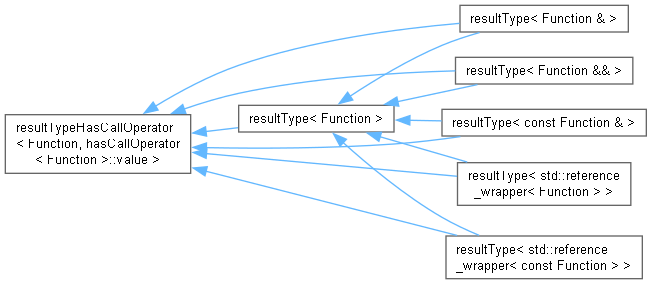 resultType< Function & >
resultType< Function && >
resultTypeHasCallOperator
< Function, hasCallOperator
< Function >::value >
resultType< Function >
resultType< const Function & >
resultType< std::reference
_wrapper< Function > >
resultType< std::reference
_wrapper< const Function > >